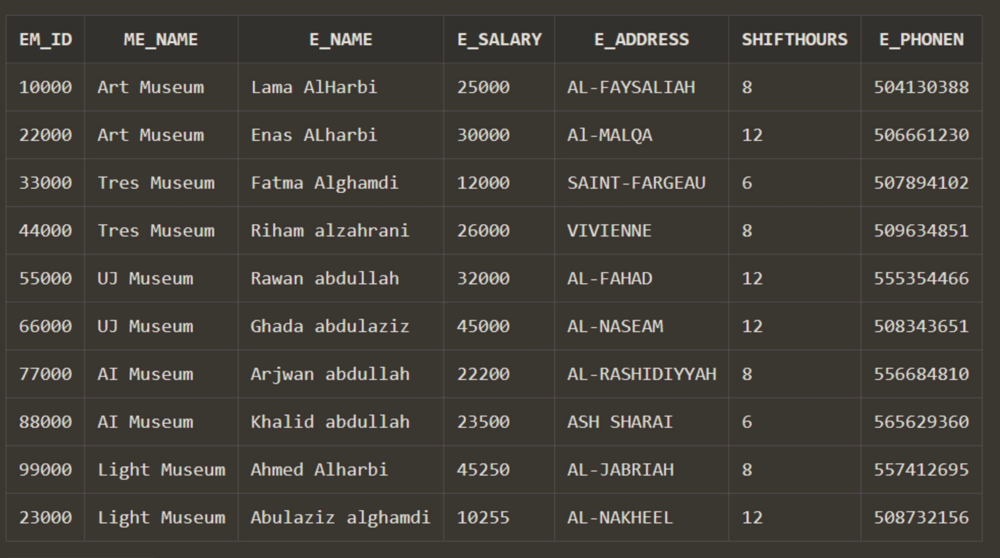 EM_ID ME_NAME E_NAME E_SALARY E_ADDRESS SHIFTHOURS E_PHONEN
10000 Art Museum Lama AlHarbi 25000 AL-FAYSALIAH 8 504130388
22000 Art Museum Enas ALharbi 30000 Al-MALQA 12 506661230
33000 Tres Museum Fatma Alghamdi 12000 SAINT-FARGEAU 6 507894102
44000 Tres Museum Riham alzahrani 26000 VIVIENNE 8 509634851
55000 UJ Museum Rawan abdullah 32000 AL-FAHAD 12 555354466
66000 UJ Museum Ghada abdulaziz 45000 AL-NASEAM 12 508343651
77000 AI Museum Arjwan abdullah 22200 AL-RASHIDIYYAH 8 556684810
88000 AI Museum Khalid abdullah 23500 ASH SHARAI 6 565629360
99000 Light Museum Ahmed Alharbi 45250 AL-JABRIAH 8 557412695
23000 Light Museum Abulaziz alghamdi 10255 AL-NAKHEEL 12 508732156